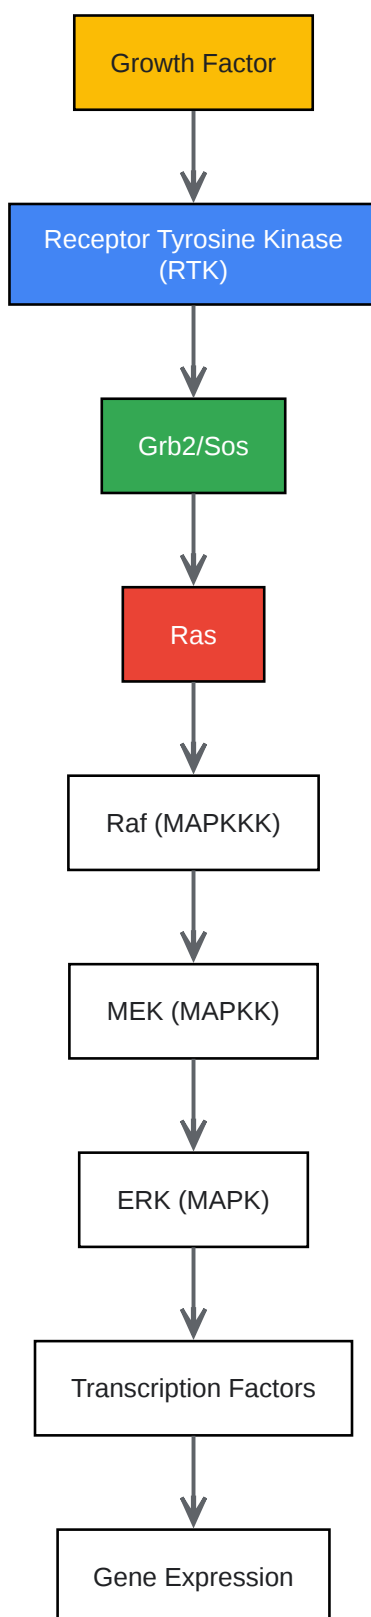 Growth Factor
Receptor Tyrosine Kinase
(RTK)
Grb2/Sos
Ras
Raf (MAPKKK)
MEK (MAPKK)
ERK (MAPK)
Transcription Factors
Gene Expression